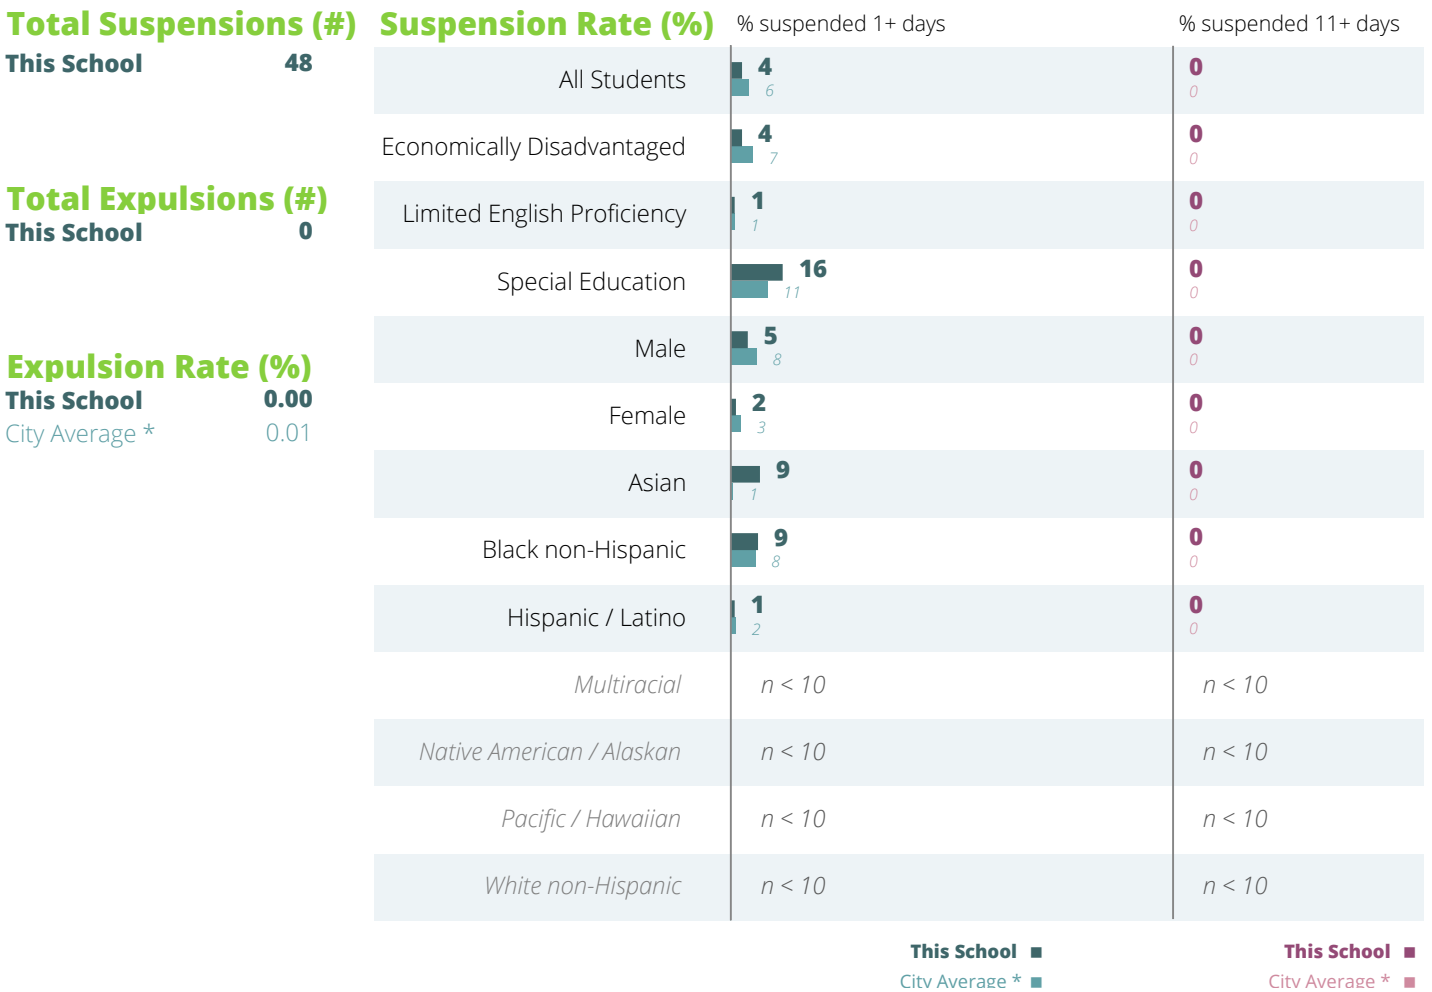 Total Suspensions (#)
This School 48
Total Expulsions (#)
This School 0
Expulsion Rate (%)
This School 0.00
City Average * 0.01
Suspension Rate (%) % suspended 1+ days % suspended 11+ days
All Students 4 0
6 0
Economically Disadvantaged 4 0
7 0
Limited English Proficiency 1 0
1 0
Special Education 16 0
11 0
Male 5 0
8 0
Female 2 0
3 0
Asian 9 0
1 0
Black non-Hispanic 9 0
8 0
Hispanic / Latino 1 0
2 0
Multiracial n < 10 n < 10
Native American / Alaskan n < 10 n < 10
Pacific / Hawaiian n < 10 n < 10
White non-Hispanic n < 10 n < 10
This School This School
City Average * City Average *